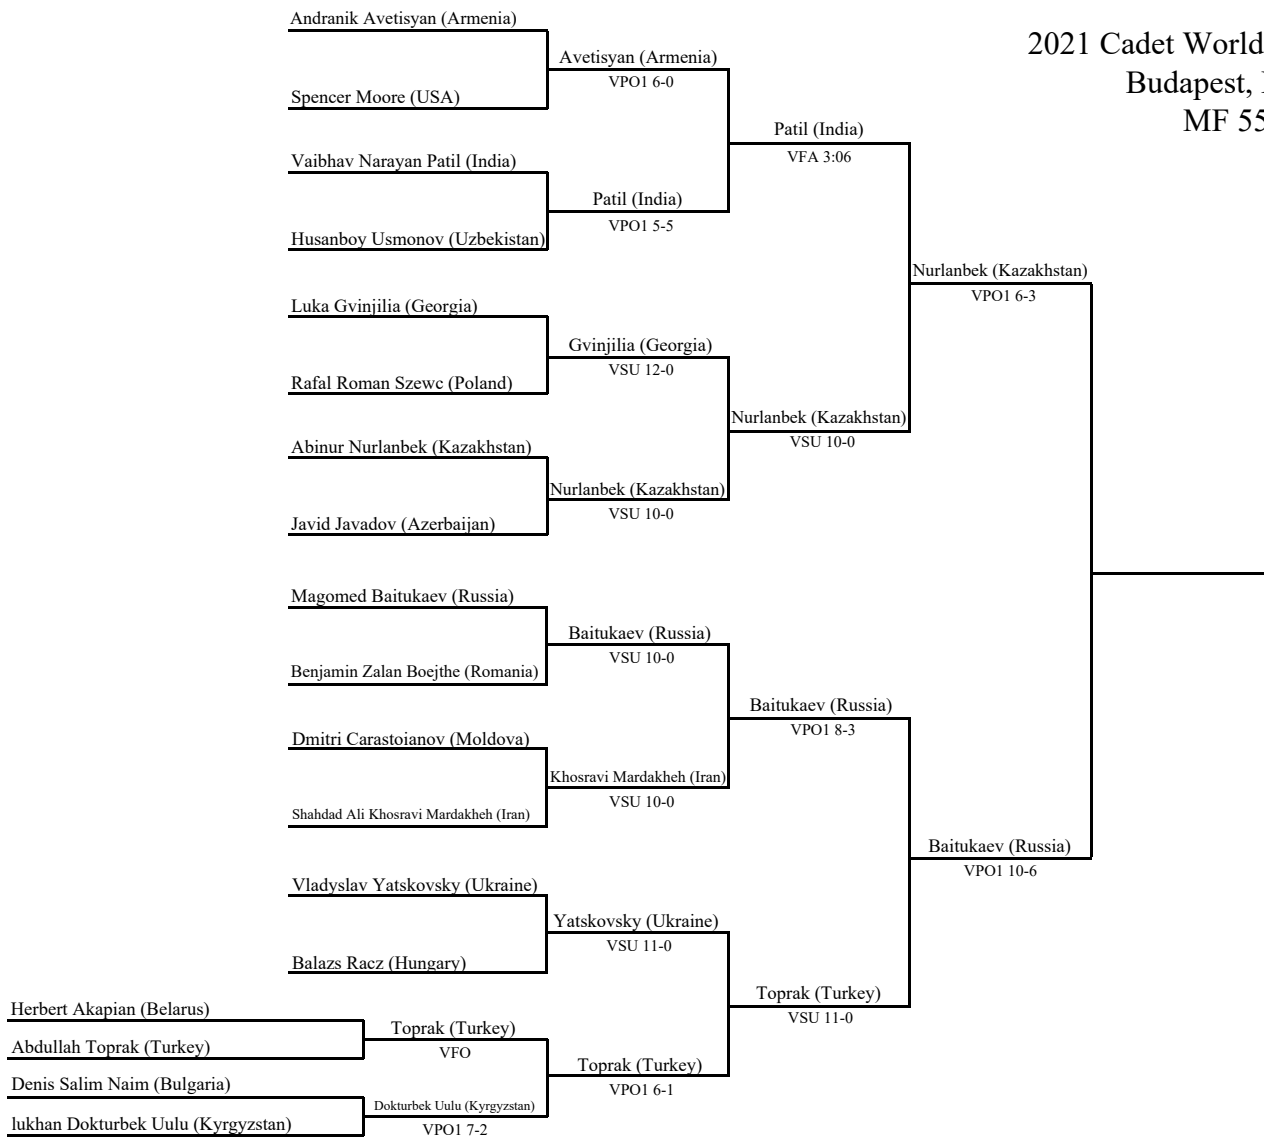 Andranik Avetisyan (Armenia)
Spencer Moore (USA)
Vaibhav Narayan Patil (India)
Husanboy Usmonov (Uzbekistan)
Luka Gvinjilia (Georgia)
Rafal Roman Szewc (Poland)
Abinur Nurlanbek (Kazakhstan)
Javid Javadov (Azerbaijan)
Magomed Baitukaev (Russia)
Benjamin Zalan Boejthe (Romania)
Dmitri Carastoianov (Moldova)
Shahdad Ali Khosravi Mardakheh (Iran)
Vladyslav Yatskovsky (Ukraine)
Balazs Racz (Hungary)
Herbert Akapian (Belarus)
Abdullah Toprak (Turkey)
Denis Salim Naim (Bulgaria)
lukhan Dokturbek Uulu (Kyrgyzstan)
Toprak (Turkey)
VFO
Dokturbek Uulu (Kyrgyzstan)
VPO1 7-2
Avetisyan (Armenia)
VPO1 6-0
Patil (India)
VPO1 5-5
Gvinjilia (Georgia)
VSU 12-0
Nurlanbek (Kazakhstan)
VSU 10-0
Baitukaev (Russia)
VSU 10-0
Khosravi Mardakheh (Iran)
VSU 10-0
Yatskovsky (Ukraine)
VSU 11-0
Toprak (Turkey)
VPO1 6-1
Patil (India)
VFA 3:06
Nurlanbek (Kazakhstan)
VSU 10-0
Baitukaev (Russia)
VPO1 8-3
Toprak (Turkey)
VSU 11-0
Nurlanbek (Kazakhstan)
VPO1 6-3
Baitukaev (Russia)
VPO1 10-6
2021 Cadet World
Budapest,
MF 55